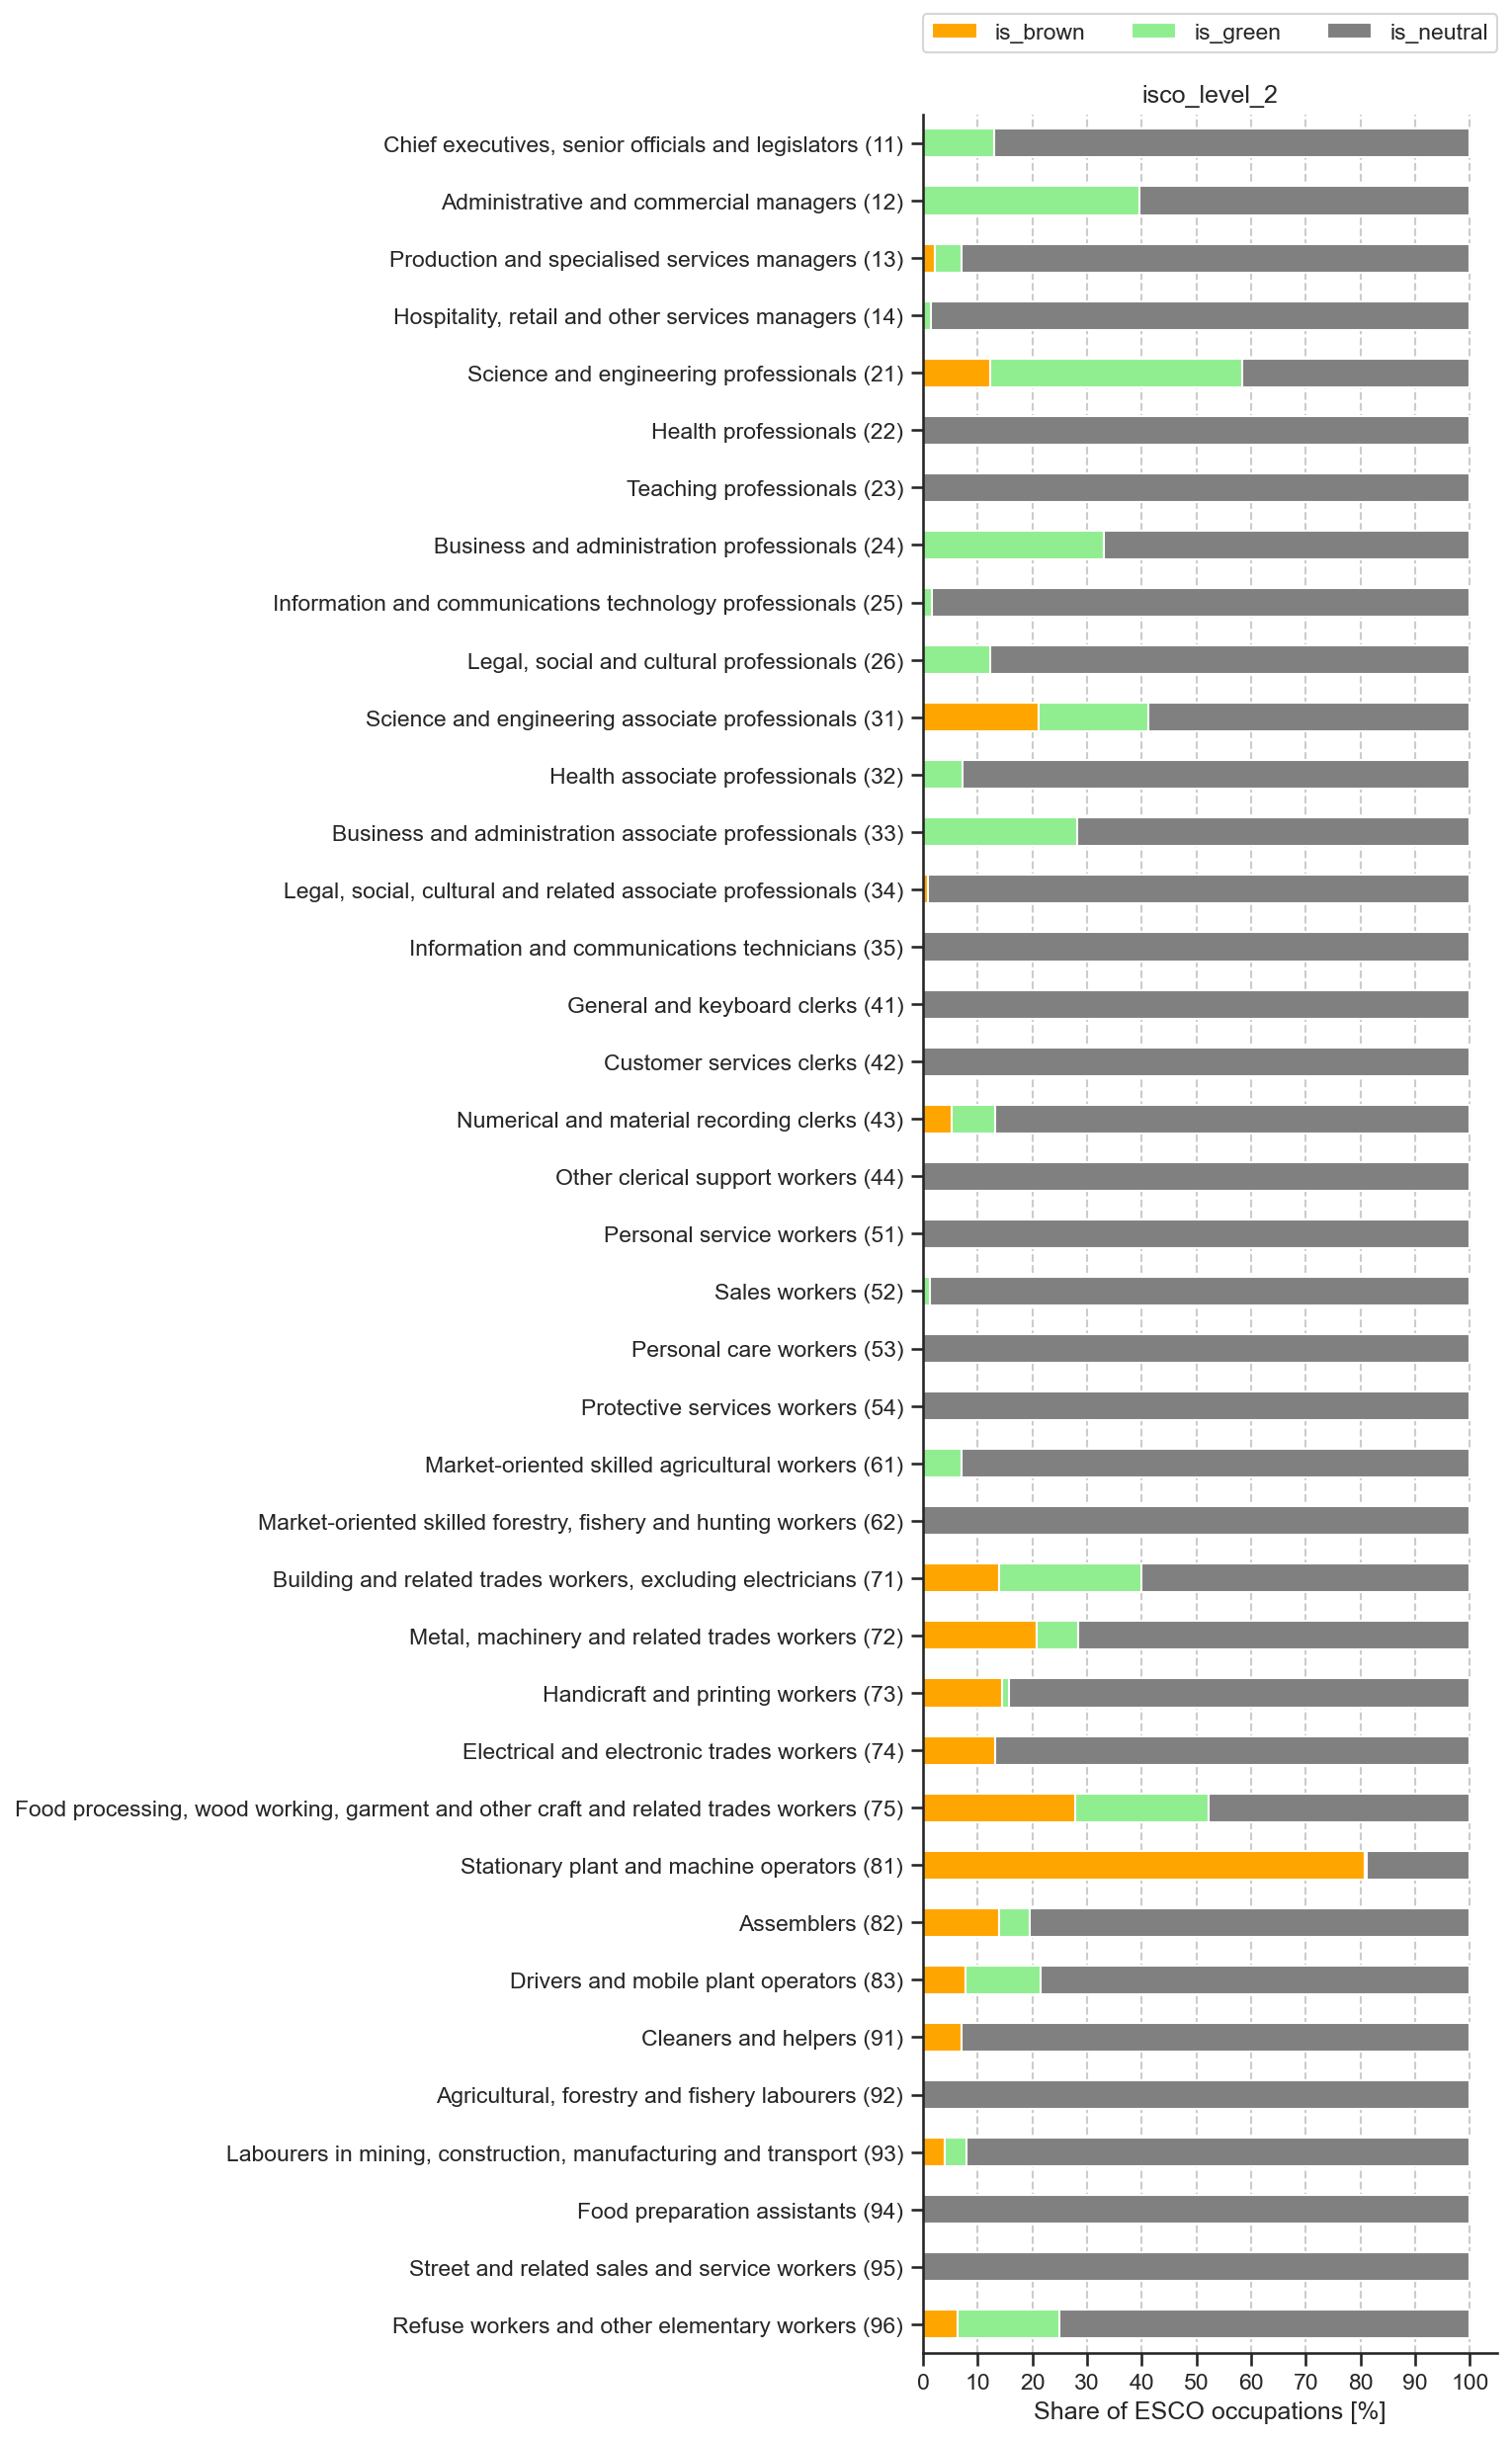 is_brown is_green is_neutral
isco_level_2
Chief executives, senior officials and legislators (11)
Administrative and commercial managers (12)
Production and specialised services managers (13)
Hospitality, retail and other services managers (14)
Science and engineering professionals (21)
Health professionals (22)
Teaching professionals (23)
Business and administration professionals (24)
Information and communications technology professionals (25)
Legal, social and cultural professionals (26)
Science and engineering associate professionals (31)
Health associate professionals (32)
Business and administration associate professionals (33)
Legal, social, cultural and related associate professionals (34)
Information and communications technicians (35)
General and keyboard clerks (41)
Customer services clerks (42)
Numerical and material recording clerks (43)
Other clerical support workers (44)
Personal service workers (51)
Sales workers (52)
Personal care workers (53)
Protective services workers (54)
Market-oriented skilled agricultural workers (61)
Market-oriented skilled forestry, fishery and hunting workers (62)
Building and related trades workers, excluding electricians (71)
Metal, machinery and related trades workers (72)
Handicraft and printing workers (73)
Electrical and electronic trades workers (74)
Food processing, wood working, garment and other craft and related trades workers (75)
Stationary plant and machine operators (81)
Assemblers (82)
Drivers and mobile plant operators (83)
Cleaners and helpers (91)
Agricultural, forestry and fishery labourers (92)
Labourers in mining, construction, manufacturing and transport (93)
Food preparation assistants (94)
Street and related sales and service workers (95)
Refuse workers and other elementary workers (96)
0 10 20 30 40 50 60 70 80 90 100
Share of ESCO occupations [%]